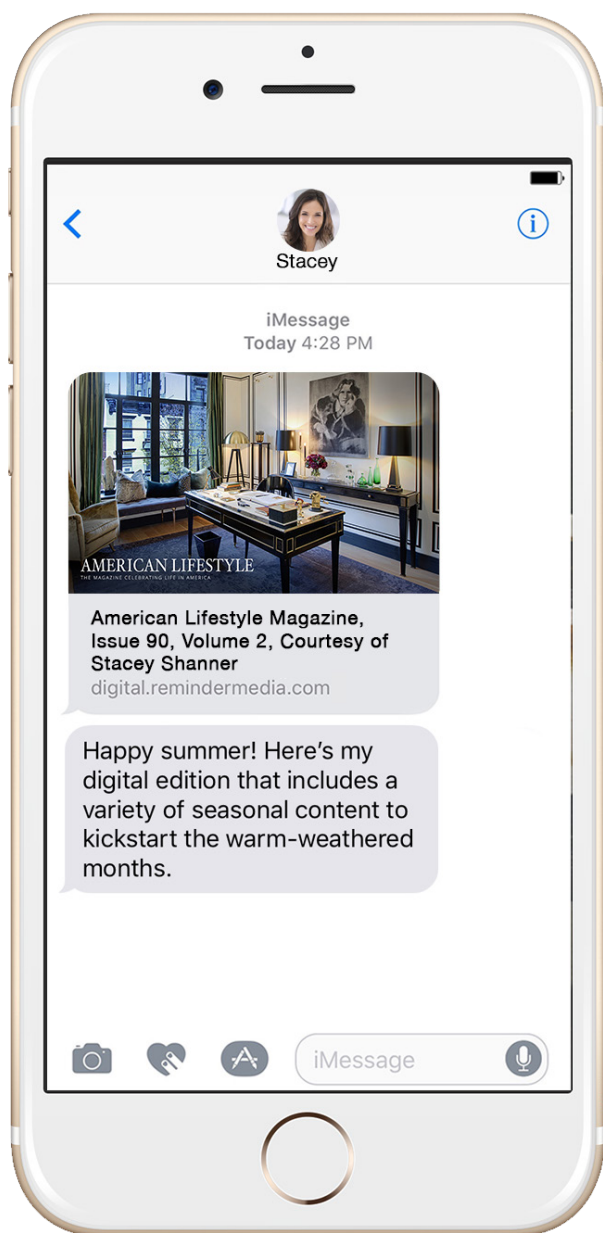 Stacey
iMessage
Today 4:28 PM
AMERICAN LIFESTYLE
THE MAGAZINE CELEBRATING LIFE IN AMERICA
American Lifestyle Magazine,
Issue 90, Volume 2, Courtesy of
Stacey Shanner
digital.remindermedia.com
Happy summer! Here’s my
digital edition that includes a
variety of seasonal content to
kickstart the warm-weathered
months.
iMessage